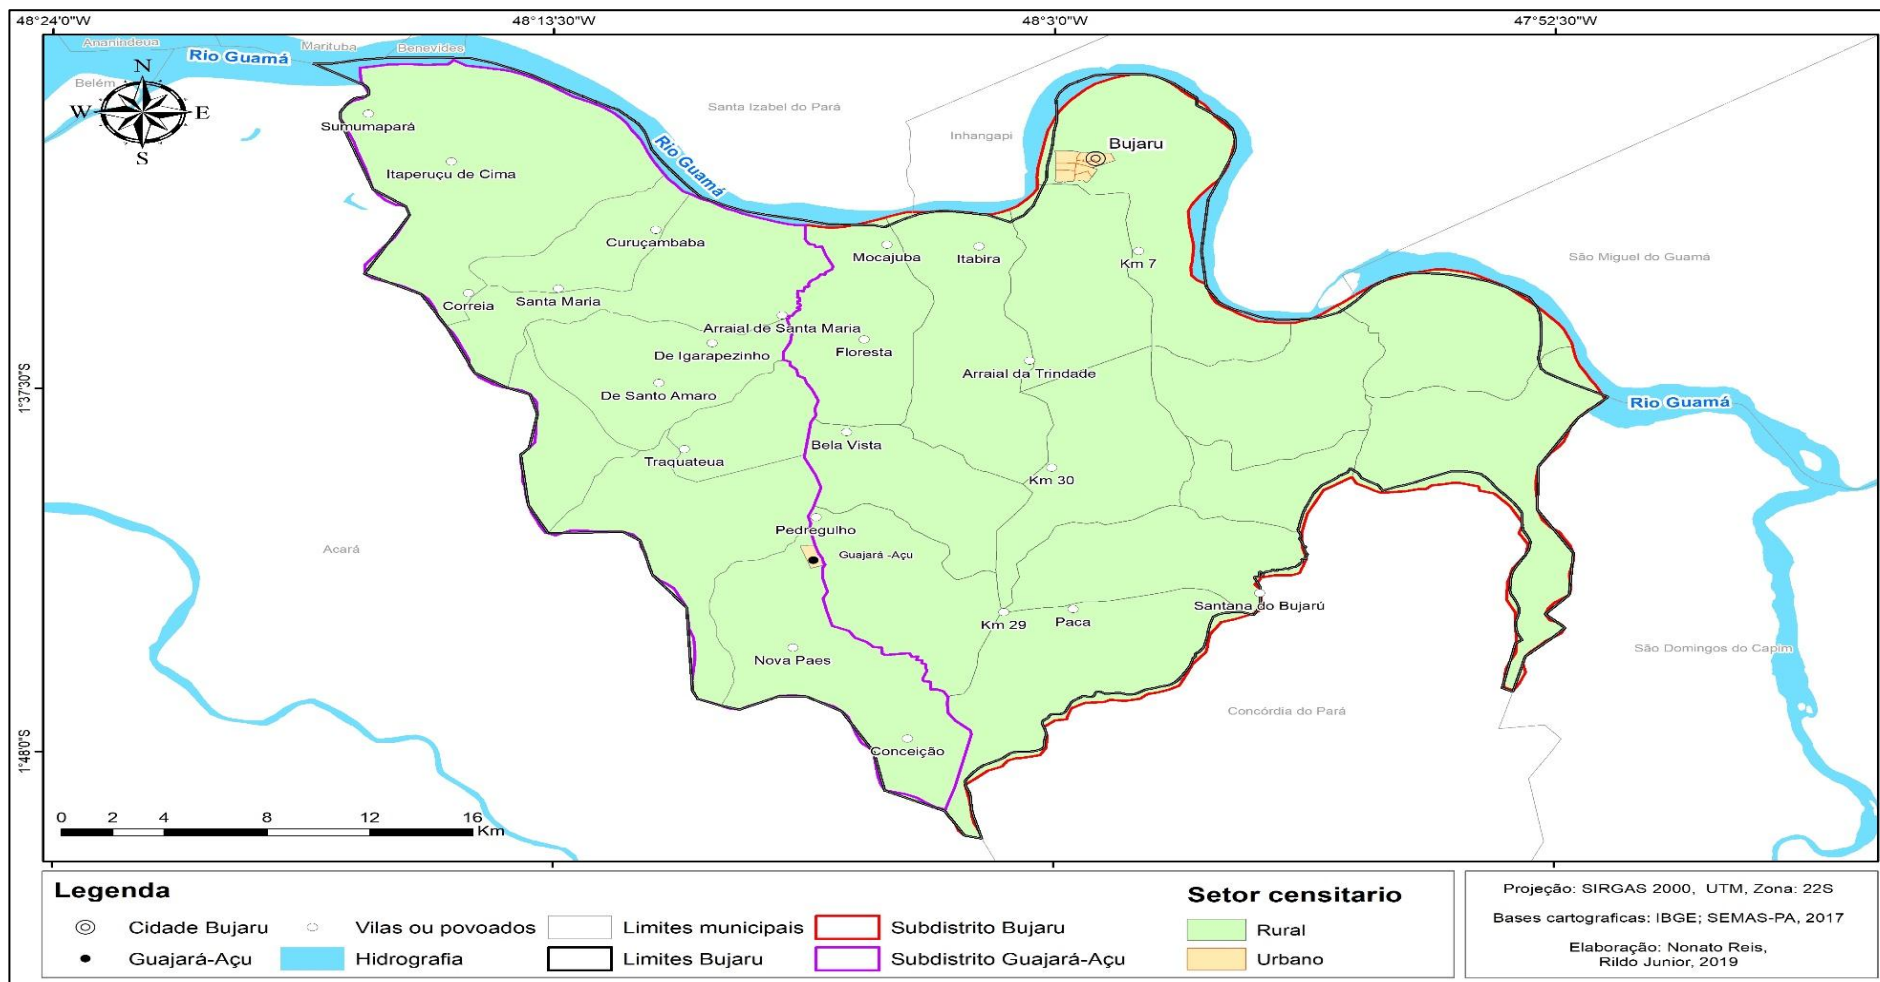 48°24'0"W
48°13'30"W
48°3'0"W
47°52'30"W
Ananindeua
Marituba
Benevides
Rio Guamá
Belém
N
W
E
S
Santa Izabel do Pará
Inhangapi
Sumumapará
Bujaru
Rio Guamá
Itaperuçu de Cima
Curuçambaba
Mocajuba
Itabira
Km 7
São Miguel do Guamá
Correia
Santa Maria
Arraial de Santa Maria
De Igarapezinho
Floresta
Arraial da Trindade
1°37'30"S
De Santo Amaro
Rio Guamá
Bela Vista
Traquateua
Km 30
Pedregulho
Acará
Guajará -Açu
Santana do Bujarú
Km 29
Paca
Nova Paes
São Domingos do Capim
Concórdia do Pará
1°48'0"S
Conceição
0 2 4 8 12 16
Km
Legenda
Cidade Bujaru
Vilas ou povoados
Limites municipais
Subdistrito Bujaru
Guajará-Açu
Hidrografia
Limites Bujaru
Subdistrito Guajará-Açu
Setor censitario
Rural
Urbano
Projeção: SIRGAS 2000, UTM, Zona: 22S
Bases cartograficas: IBGE; SEMAS-PA, 2017
Elaboração: Nonato Reis,
Rildo Junior, 2019